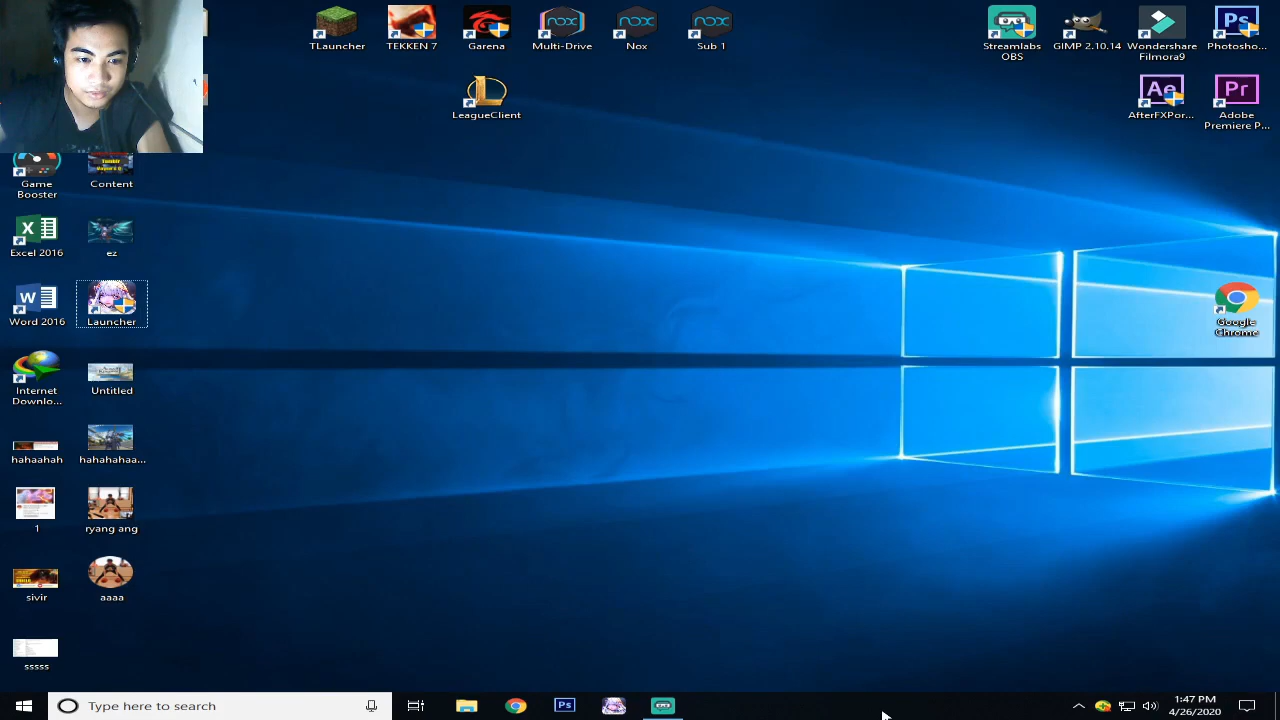 TLauncher
TEKKEN 7
Garena
Multi-Drive
Nox
Sub 1
Streamlabs
OBS
GIMP 2.10.14
Wondershare
Filmora9
Photosho...
LeagueClient
AfterFXPor...
Adobe
Premiere P...
Game
Booster
Content
Excel 2016
ez
Word 2016
Launcher
Google
Chrome
Internet
Downlo...
Untitled
hahaahah
hahahahaa...
1
ryang ang
sivir
aaaa
sssss
Type here to search
1:47 PM
4/26/2020